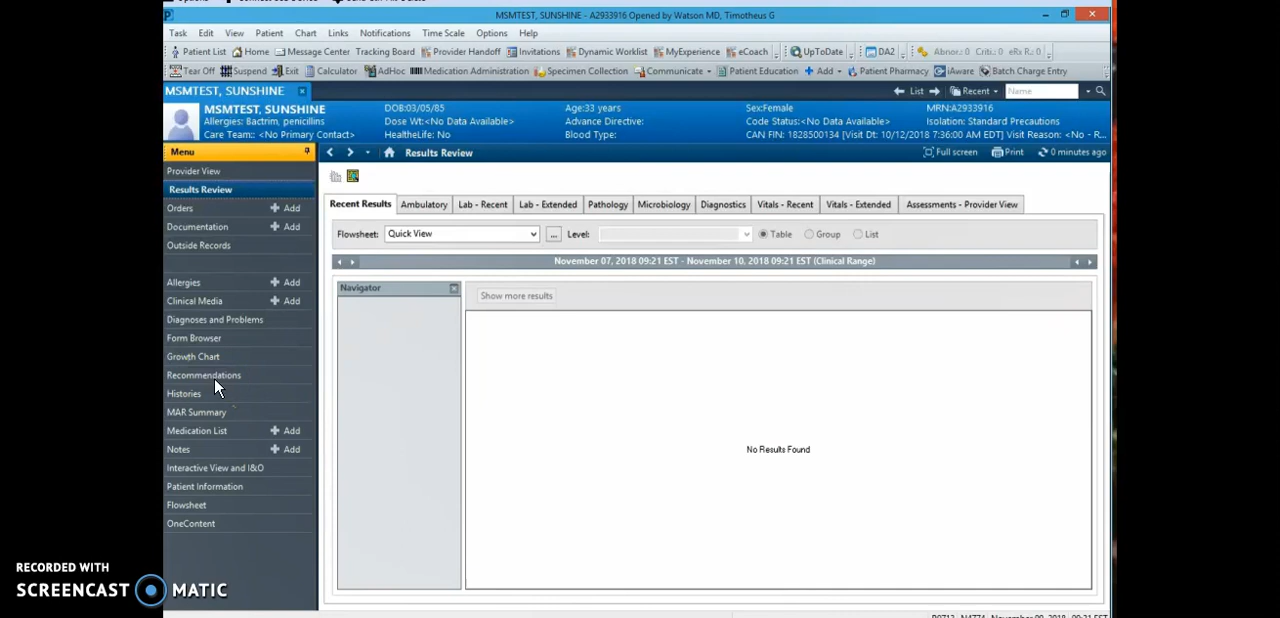 MSMTEST, SUNSHINE - A2933916 Opened by Watson MD, Timotheus G
Task Edit View Patient Chart Links Notifications Time Scale Options Help
Patient List Home Message Center Tracking Board Provider Handoff Invitations Dynamic Worklist MyExperience eCoach UpToDate DA2 Abnor.: 0 Criti.: 0 eRx R.: 0
Tear Off Suspend Exit Calculator AdHoc Medication Administration Specimen Collection Communicate Patient Education Add Patient Pharmacy iAware Batch Charge Entry
MSMTEST, SUNSHINE List Recent Name
MSMTEST, SUNSHINE DOB:03/05/85 Age:33 years Sex:Female MRN:A2933916
Allergies: Bactrim, penicillins Dose Wt:<No Data Available> Advance Directive: Code Status:<No Data Available> Isolation: Standard Precautions
Care Team:: <No Primary Contact> HealtheLife: No Blood Type: CAN FIN: 1828500134 [Visit Dt: 10/12/2018 7:36:00 AM EDT] Visit Reason: <No - R...
Menu
Results Review Full screen Print 0 minutes ago
Provider View
Results Review
Orders Add
Documentation Add
Outside Records
Allergies Add
Clinical Media Add
Diagnoses and Problems
Form Browser
Growth Chart
Recommendations
Histories
MAR Summary
Medication List Add
Notes Add
Interactive View and I&O
Patient Information
Flowsheet
OneContent
Recent Results Ambulatory Lab - Recent Lab - Extended Pathology Microbiology Diagnostics Vitals - Recent Vitals - Extended Assessments - Provider View
Flowsheet: Quick View ... Level: Table Group List
November 07, 2018 09:21 EST - November 10, 2018 09:21 EST (Clinical Range)
Navigator
Show more results
No Results Found
RECORDED WITH
SCREENCAST MATIC